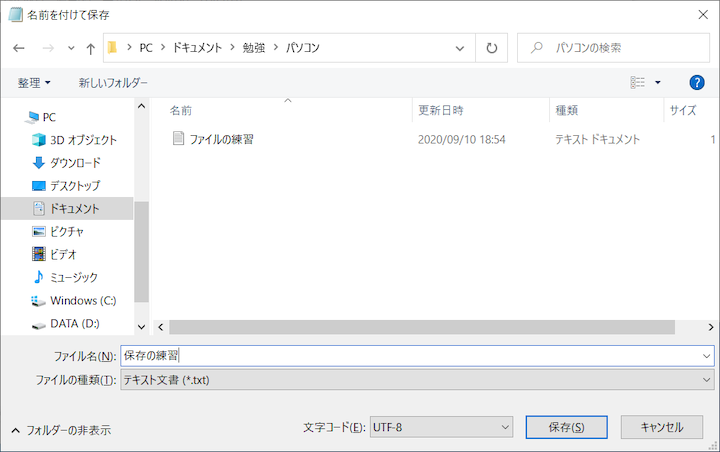 名前を付けて保存
PC › ドキュメント › 勉強 › パソコン
パソコンの検索
整理 新しいフォルダー
名前 更新日時 種類 サイズ
ファイルの練習 2020/09/10 18:54 テキスト ドキュメント 1
PC
3D オブジェクト
ダウンロード
デスクトップ
ドキュメント
ピクチャ
ビデオ
ミュージック
Windows (C:)
DATA (D:)
ファイル名(N): 保存の練習
ファイルの種類(T): テキスト文書 (*.txt)
フォルダーの非表示 文字コード(E): UTF-8 保存(S) キャンセル